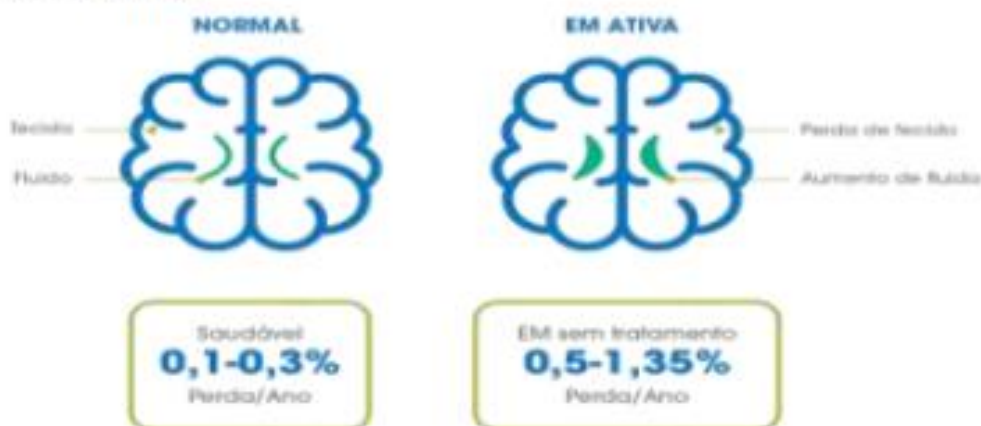 NORMAL
EM ATIVA
Tecido
Fluido
Perda de tecido
Aumento de fluido
Saudável
0,1-0,3%
Perda/Ano
EM sem tratamento
0,5-1,35%
Perda/Ano